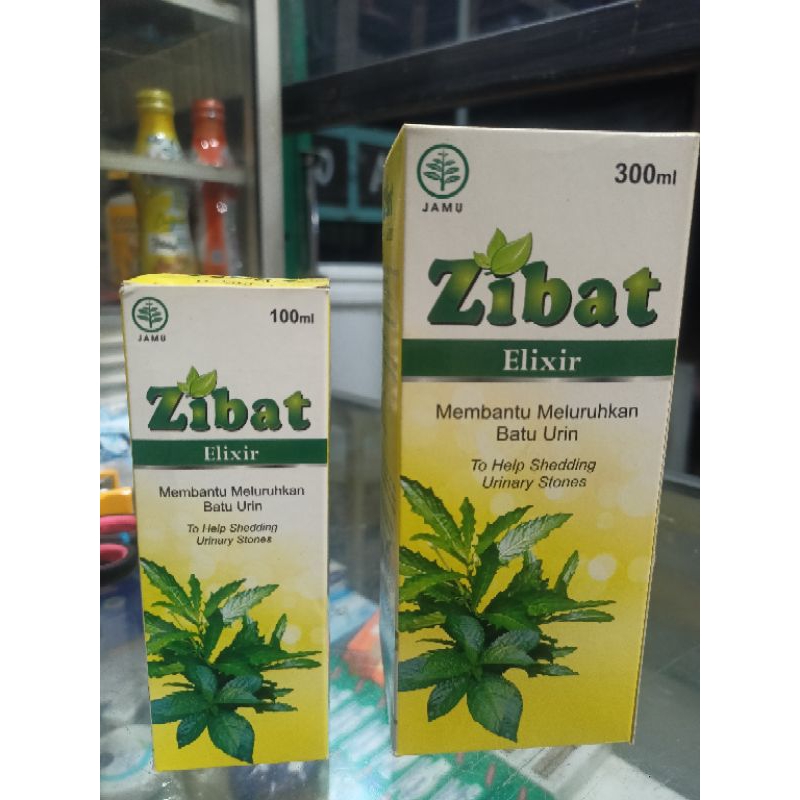 JAMU
100ml
Zibat
Elixir
Membantu Meluruhkan
Batu Urin
To Help Shedding
Urinary Stones
JAMU
300ml
Zibat
Elixir
Membantu Meluruhkan
Batu Urin
To Help Shedding
Urinary Stones